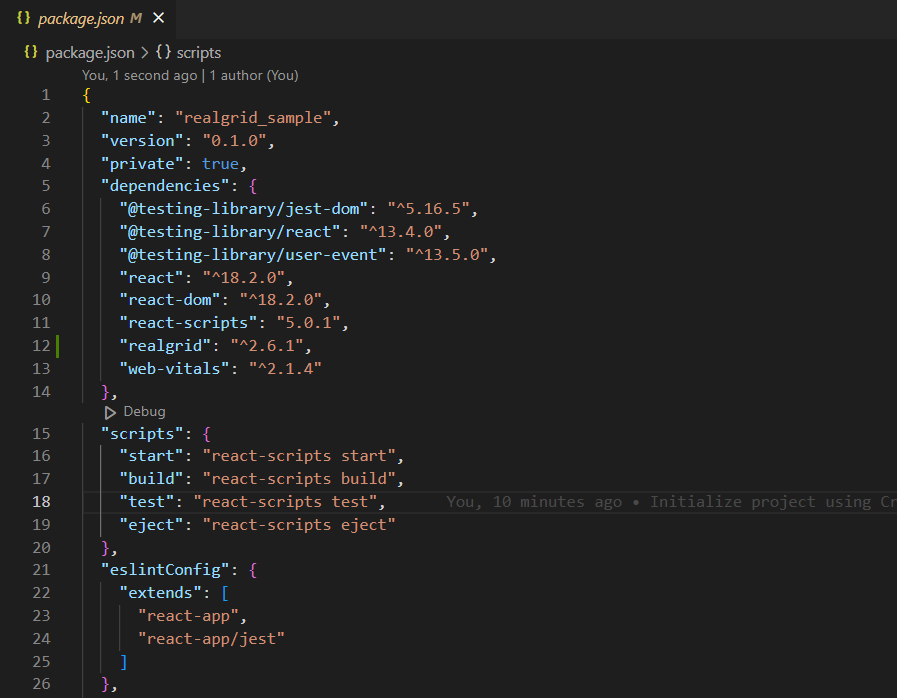 {} package.json M ×
{} package.json > {} scripts
You, 1 second ago | 1 author (You)
1 {
2   "name": "realgrid_sample",
3   "version": "0.1.0",
4   "private": true,
5   "dependencies": {
6     "@testing-library/jest-dom": "^5.16.5",
7     "@testing-library/react": "^13.4.0",
8     "@testing-library/user-event": "^13.5.0",
9     "react": "^18.2.0",
10     "react-dom": "^18.2.0",
11     "react-scripts": "5.0.1",
12     "realgrid": "^2.6.1",
13     "web-vitals": "^2.1.4"
14   },
Debug
15   "scripts": {
16     "start": "react-scripts start",
17     "build": "react-scripts build",
18     "test": "react-scripts test", You, 10 minutes ago • Initialize project using Cr
19     "eject": "react-scripts eject"
20   },
21   "eslintConfig": {
22     "extends": [
23       "react-app",
24       "react-app/jest"
25     ]
26   },